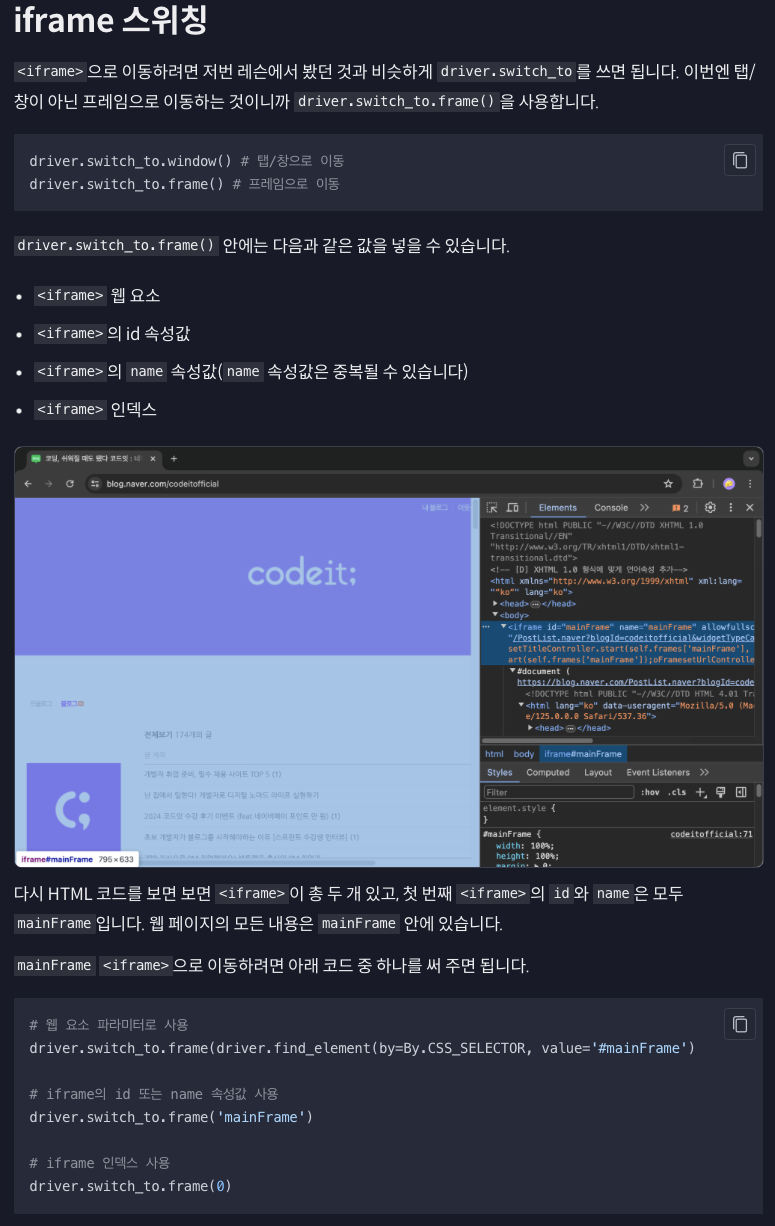 iframe 스위칭
<iframe>으로 이동하려면 저번 레슨에서 봤던 것과 비슷하게 driver.switch_to를 쓰면 됩니다. 이번엔 탭/
창이 아닌 프레임으로 이동하는 것이니까 driver.switch_to.frame()을 사용합니다.
driver.switch_to.window() # 탭/창으로 이동
driver.switch_to.frame() # 프레임으로 이동
driver.switch_to.frame() 안에는 다음과 같은 값을 넣을 수 있습니다.
• <iframe> 웹 요소
• <iframe>의 id 속성값
• <iframe>의 name 속성값(name 속성값은 중복될 수 있습니다)
• <iframe> 인덱스
코딩, 쉬워질 때도 됐다 코드잇 : 네
blog.naver.com/codeitofficial
내 블로그
이웃
codeit;
프롤로그 블로그
전체보기 174개의 글
글 제목
개발자 취업 준비, 필수 채용 사이트 TOP 5 (1)
난 집에서 일한다! 개발자로 디지털 노마드 라이프 실현하기
2024 코드잇 수강 후기 이벤트 (feat.네이버페이 포인트 만 원) (1)
초보 개발자가 블로그를 시작해야하는 이유 [스프린트 수강생 인터뷰] (1)
iframe#mainFrame 795×633
Elements Console 2
<!DOCTYPE html PUBLIC "-//W3C//DTD XHTML 1.0
Transitional//EN"
"http://www.w3.org/TR/xhtml1/DTD/xhtml1-
transitional.dtd">
<!-- [D] XHTML 1.0 형식에 맞게 언어속성 추가-->
<html xmlns="http://www.w3.org/1999/xhtml" xml:lang=
"“ko”" lang="ko">
<head>…</head>
<body>
<iframe id="mainFrame" name="mainFrame" allowfullsc
"/PostList.naver?blogId=codeitofficial&widgetTypeCa
setTitleController.start(self.frames['mainFrame'],
art(self.frames['mainFrame']);oFramesetUrlControlle
#document (
https://blog.naver.com/PostList.naver?blogId=code
<!DOCTYPE html PUBLIC "-//W3C//DTD HTML 4.01 Tr
<html lang="ko" data-useragent="Mozilla/5.0 (Mac
e/125.0.0.0 Safari/537.36">
<head>…</head>
html body iframe#mainFrame
Styles Computed Layout Event Listeners
Filter :hov .cls
element.style {
}
#mainFrame { codeitofficial:71
width: 100%;
height: 100%;
margin: 0;
다시 HTML 코드를 보면 보면 <iframe>이 총 두 개 있고, 첫 번째 <iframe>의 id와 name은 모두
mainFrame입니다. 웹 페이지의 모든 내용은 mainFrame 안에 있습니다.
mainFrame <iframe>으로 이동하려면 아래 코드 중 하나를 써 주면 됩니다.
# 웹 요소 파라미터로 사용
driver.switch_to.frame(driver.find_element(by=By.CSS_SELECTOR, value='#mainFrame')
# iframe의 id 또는 name 속성값 사용
driver.switch_to.frame('mainFrame')
# iframe 인덱스 사용
driver.switch_to.frame(0)